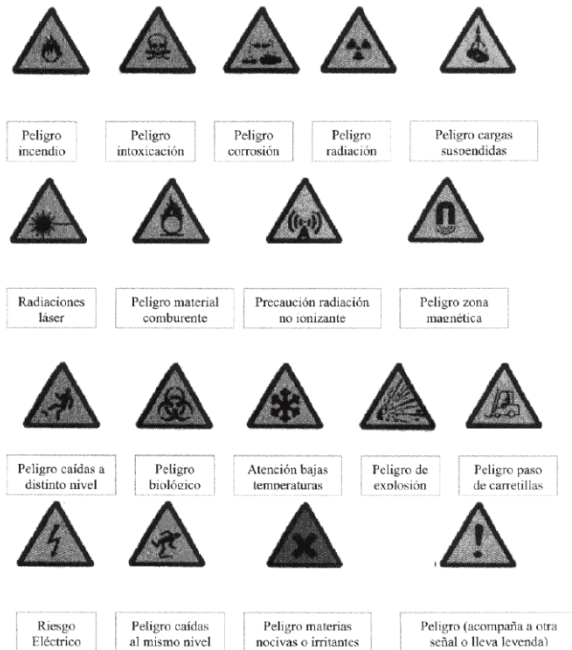 Peligro
incendio
Peligro
intoxicación
Peligro
corrosión
Peligro
radiación
Peligro cargas
suspendidas
Radiaciones
láser
Peligro material
comburente
Precaución radiación
no ionizante
Peligro zona
magnética
Peligro caídas a
distinto nivel
Peligro
biológico
Atención bajas
temperaturas
Peligro de
explosión
Peligro paso
de carretillas
Riesgo
Eléctrico
Peligro caídas
al mismo nivel
Peligro materias
nocivas o irritantes
Peligro (acompaña a otra
señal o lleva leyenda)